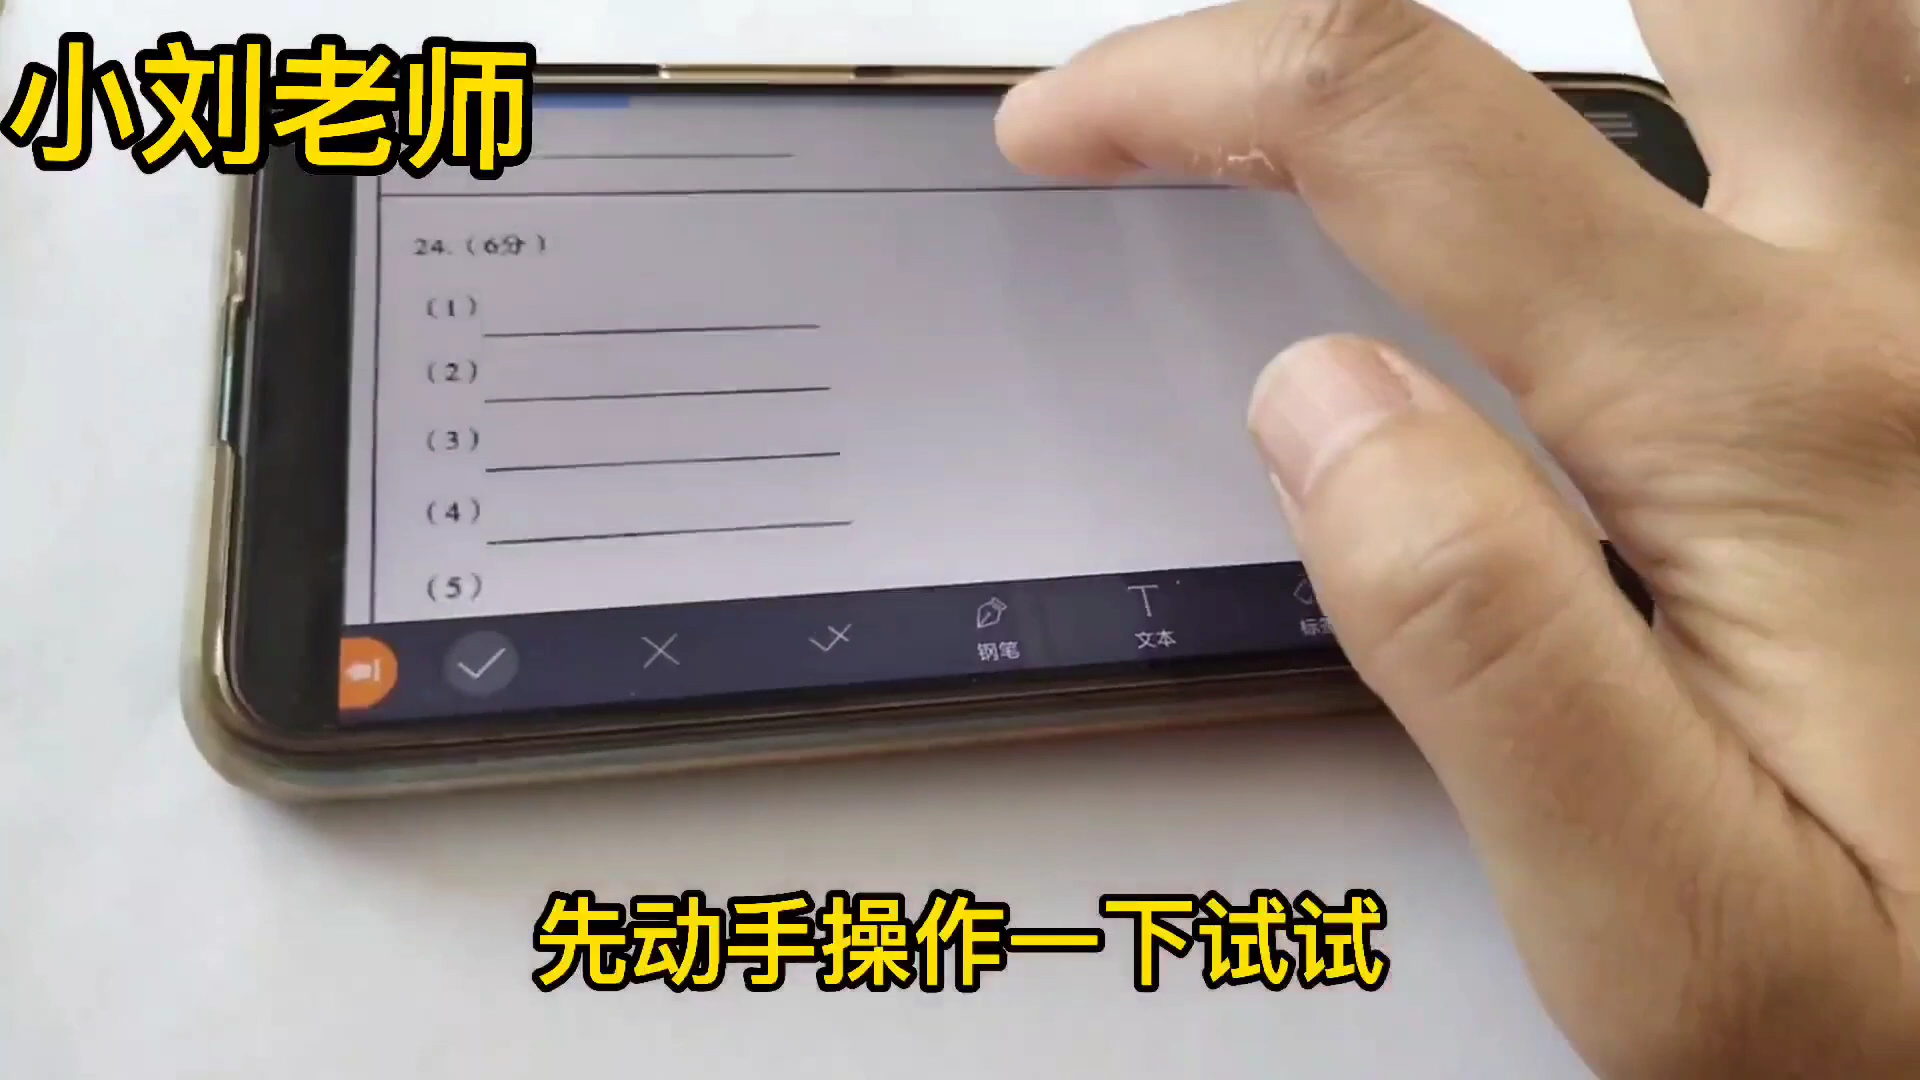 小刘老师
24.（6分）
（1）
（2）
（3）
（4）
（5）
钢笔
文本
先动手操作一下试试